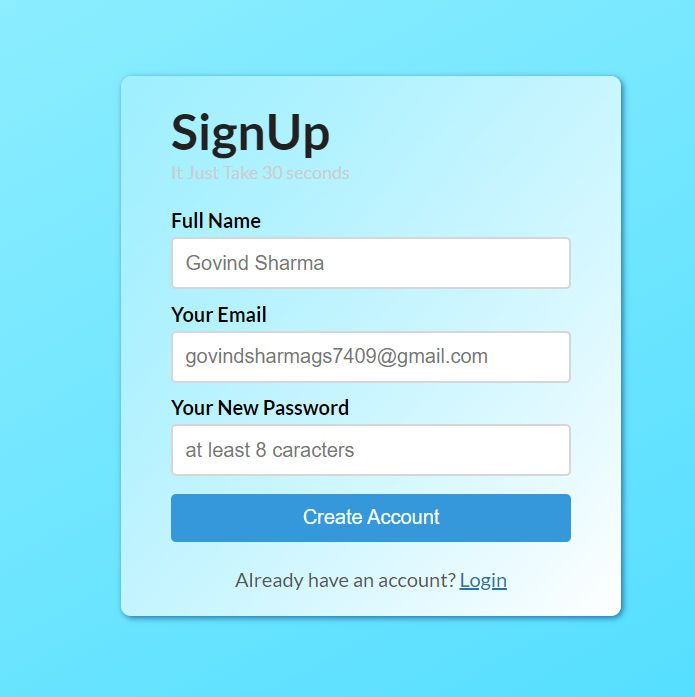 SignUp
It Just Take 30 seconds
Full Name
Govind Sharma
Your Email
govindsharmags7409@gmail.com
Your New Password
at least 8 caracters
Create Account
Already have an account? Login